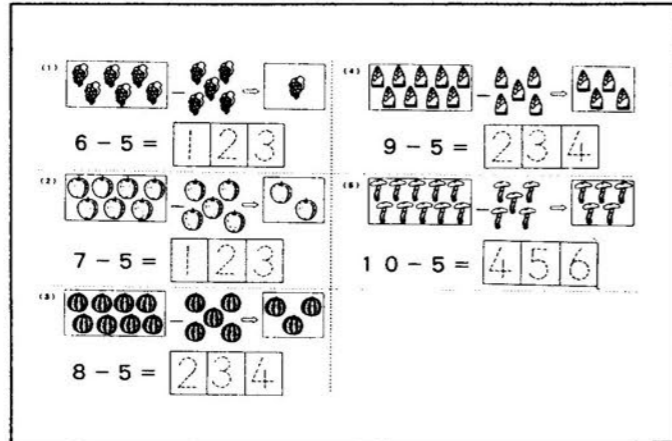 (1)
6 - 5 = 1 2 3
(2)
7 - 5 = 1 2 3
(3)
8 - 5 = 2 3 4
(4)
9 - 5 = 2 3 4
(5)
10 - 5 = 4 5 6